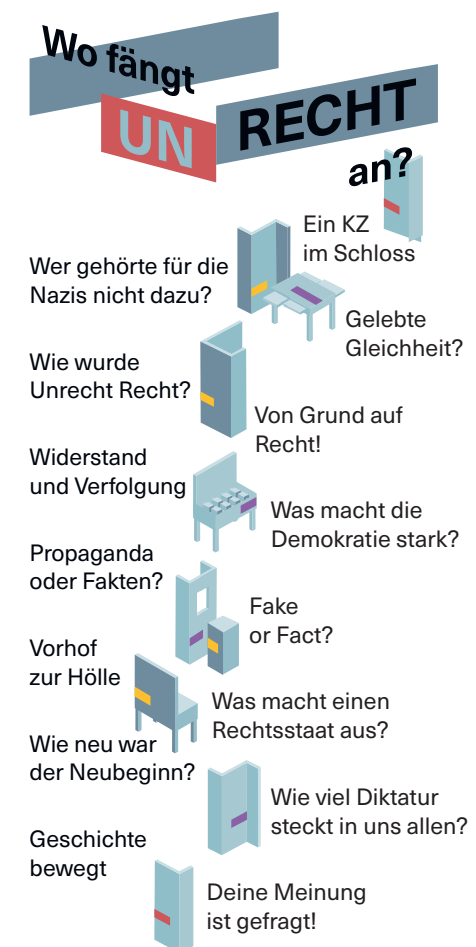 Wo fängt
UN
RECHT
an?
Ein KZ
im Schloss
Wer gehörte für die
Nazis nicht dazu?
Gelebte
Gleichheit?
Wie wurde
Unrecht Recht?
Von Grund auf
Recht!
Widerstand
und Verfolgung
Was macht die
Demokratie stark?
Propaganda
oder Fakten?
Fake
or Fact?
Vorhof
zur Hölle
Was macht einen
Rechtsstaat aus?
Wie neu war
der Neubeginn?
Wie viel Diktatur
steckt in uns allen?
Geschichte
bewegt
Deine Meinung
ist gefragt!